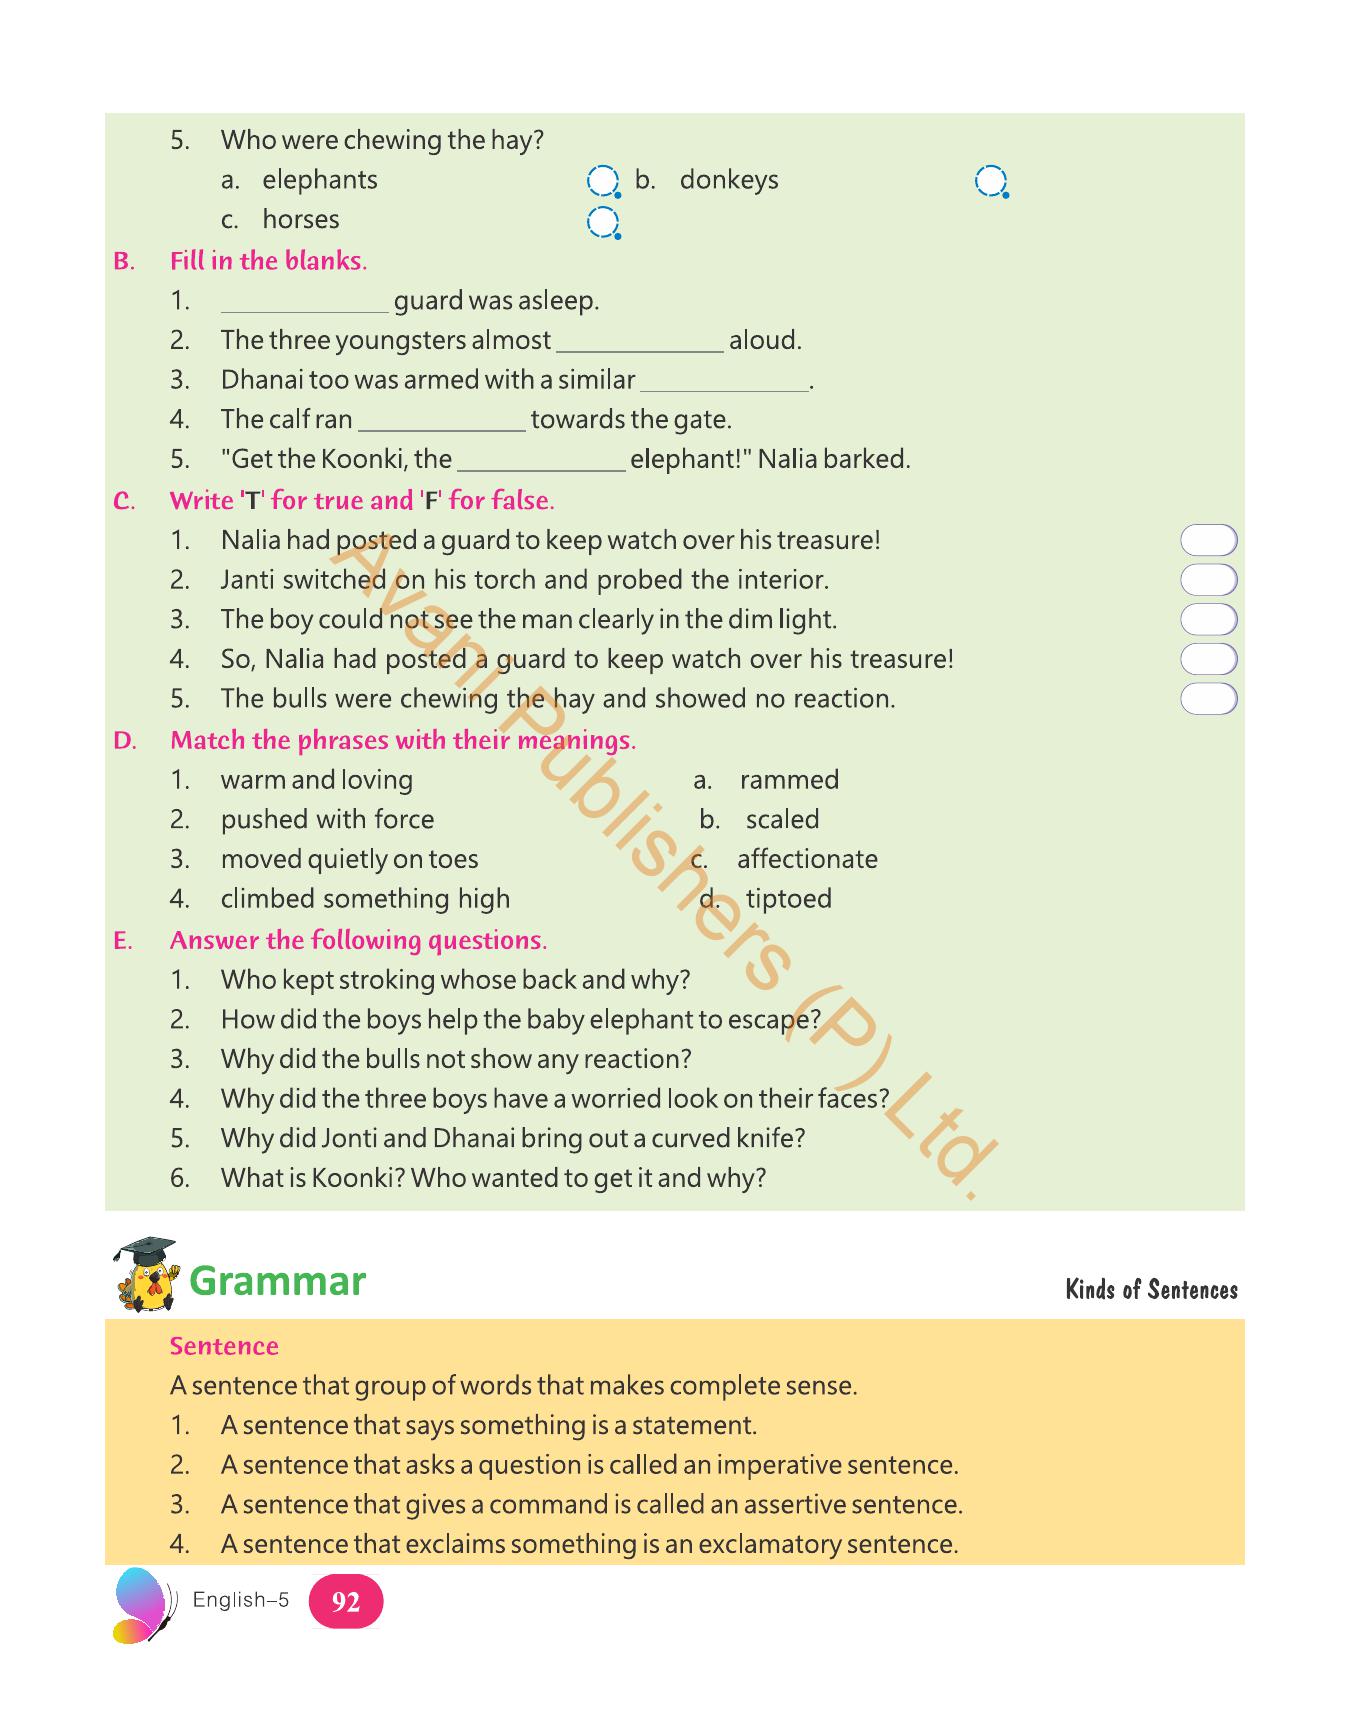 5. Who were chewing the hay?
a. elephants b. donkeys
c. horses
B. Fill in the blanks.
1. ____________ guard was asleep.
2. The three youngsters almost ____________ aloud.
3. Dhanai too was armed with a similar ____________.
4. The calf ran ____________ towards the gate.
5. "Get the Koonki, the ____________ elephant!" Nalia barked.
C. Write 'T' for true and 'F' for false.
1. Nalia had posted a guard to keep watch over his treasure!
2. Janti switched on his torch and probed the interior.
3. The boy could not see the man clearly in the dim light.
4. So, Nalia had posted a guard to keep watch over his treasure!
5. The bulls were chewing the hay and showed no reaction.
D. Match the phrases with their meanings.
1. warm and loving a. rammed
2. pushed with force b. scaled
3. moved quietly on toes c. affectionate
4. climbed something high d. tiptoed
E. Answer the following questions.
1. Who kept stroking whose back and why?
2. How did the boys help the baby elephant to escape?
3. Why did the bulls not show any reaction?
4. Why did the three boys have a worried look on their faces?
5. Why did Jonti and Dhanai bring out a curved knife?
6. What is Koonki? Who wanted to get it and why?
Avani Publishers (P) Ltd.
Grammar
Kinds of Sentences
Sentence
A sentence that group of words that makes complete sense.
1. A sentence that says something is a statement.
2. A sentence that asks a question is called an imperative sentence.
3. A sentence that gives a command is called an assertive sentence.
4. A sentence that exclaims something is an exclamatory sentence.
English–5 92